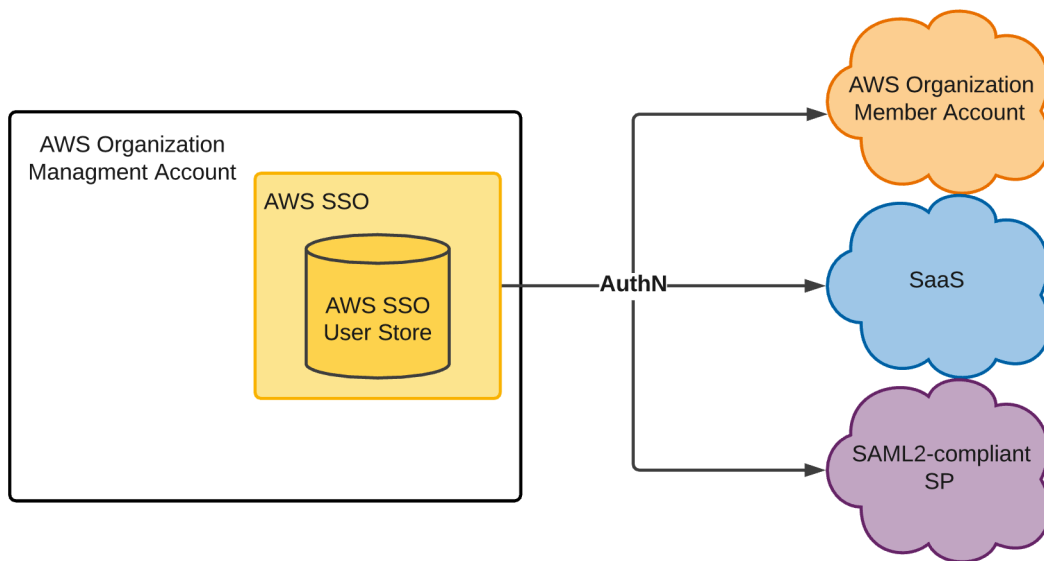 AWS Organization
Managment Account
AWS SSO
AWS SSO
User Store
AuthN
AWS Organization
Member Account
SaaS
SAML2-compliant
SP